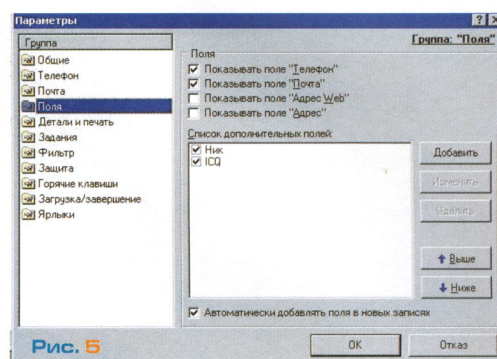 Параметры
Группа
Общие
Телефон
Почта
Поля
Детали и печать
Задания
Фильтр
Защита
Горячие клавиши
Загрузка/завершение
Ярлыки
Группа: "Поля"
Поля
Показывать поле "Телефон"
Показывать поле "Почта"
Показывать поле "Адрес Web"
Показывать поле "Адрес"
Список дополнительных полей:
Ник
ICQ
Добавить
Изменить
Удалить
Выше
Ниже
Автоматически добавлять поля в новых записях
OK
Отказ
Рис. 5